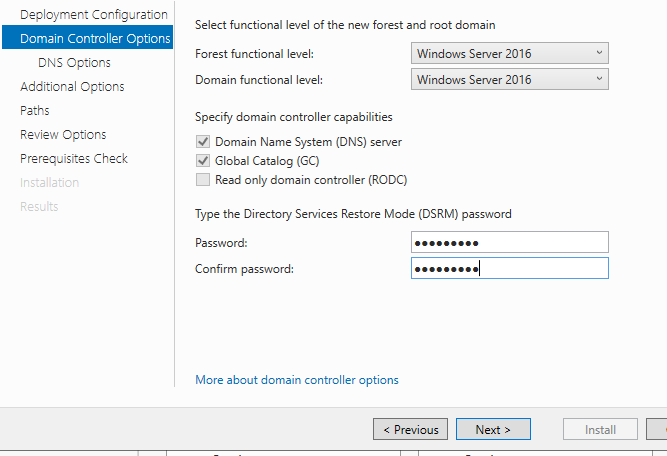 Deployment Configuration
Domain Controller Options
DNS Options
Additional Options
Paths
Review Options
Prerequisites Check
Installation
Results
Select functional level of the new forest and root domain
Forest functional level: Windows Server 2016
Domain functional level: Windows Server 2016
Specify domain controller capabilities
Domain Name System (DNS) server
Global Catalog (GC)
Read only domain controller (RODC)
Type the Directory Services Restore Mode (DSRM) password
Password: ●●●●●●●●●
Confirm password: ●●●●●●●●●
More about domain controller options
< Previous Next > Install